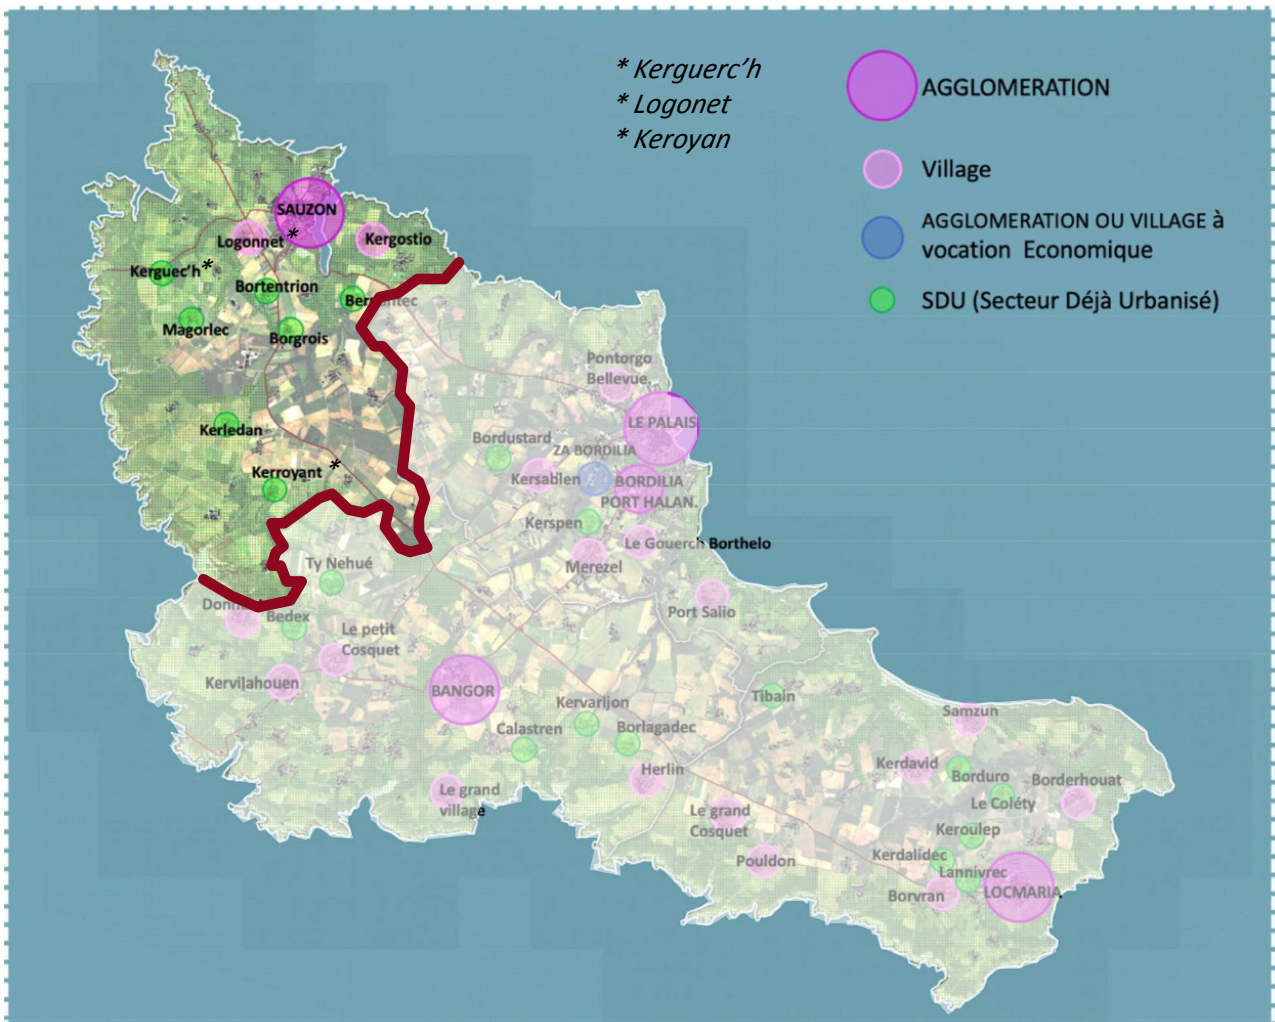 * Kerguerc'h
* Logonet
* Keroyan
AGGLOMERATION
Village
AGGLOMERATION OU VILLAGE à
vocation Economique
SDU (Secteur Déjà Urbanisé)
SAUZON
Logonnet *
Kergostio
Kerguec'h *
Bortentrion
Magorlec
Borgrois
Kerledan
Kerroyant *
Pontorgo
Bellevue
LE PALAIS
Bordustard
ZA BORDILIA
Kersablen
BORDILIA
PORT HALAN.
Kerspen
Le Gouerch Borthelo
Merezel
Ty Nehué
Port Salio
Bedex
Le petit
Cosquet
Kervilahouen
BANGOR
Tibain
Kervarijon
Calastren
Borlagadec
Samzun
Herlin
Kerdavid
Borduro
Borderhouat
Le grand
village
Le Coléty
Le grand
Cosquet
Keroulep
Pouldon
Kerdalidec
Lannivrec
Borvran
LOCMARIA